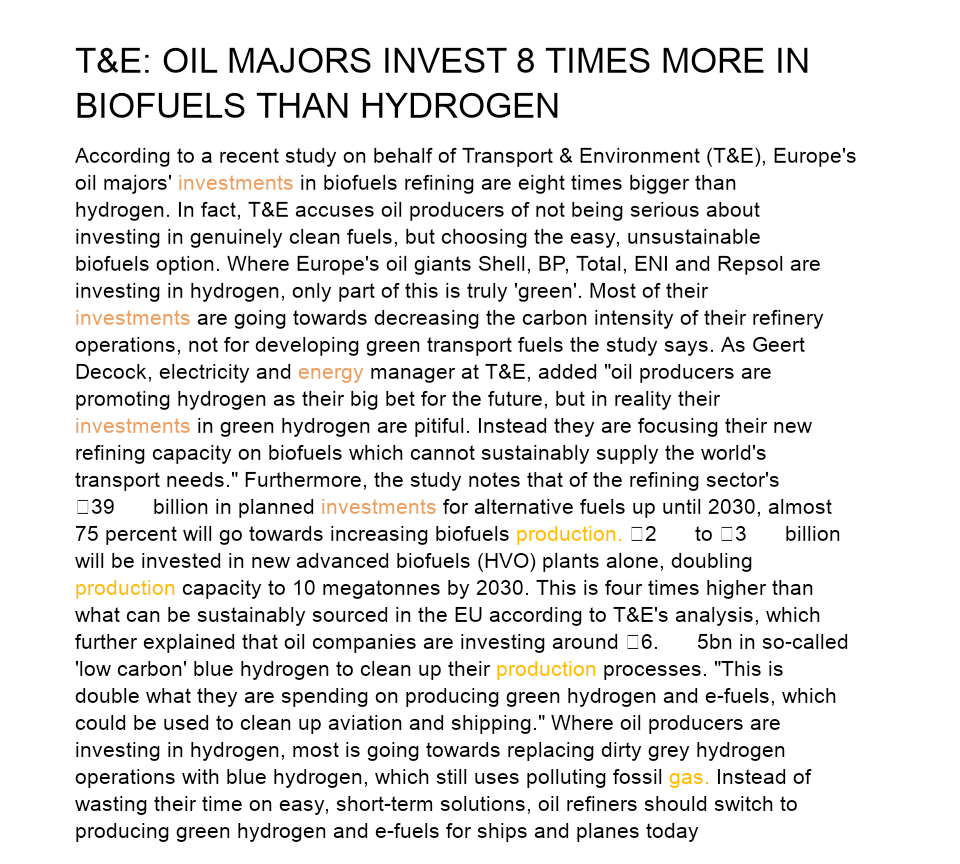 T&E: OIL MAJORS INVEST 8 TIMES MORE IN
BIOFUELS THAN HYDROGEN
According to a recent study on behalf of Transport & Environment (T&E), Europe's
oil majors' investments in biofuels refining are eight times bigger than
hydrogen. In fact, T&E accuses oil producers of not being serious about
investing in genuinely clean fuels, but choosing the easy, unsustainable
biofuels option. Where Europe's oil giants Shell, BP, Total, ENI and Repsol are
investing in hydrogen, only part of this is truly 'green'. Most of their
investments are going towards decreasing the carbon intensity of their refinery
operations, not for developing green transport fuels the study says. As Geert
Decock, electricity and energy manager at T&E, added "oil producers are
promoting hydrogen as their big bet for the future, but in reality their
investments in green hydrogen are pitiful. Instead they are focusing their new
refining capacity on biofuels which cannot sustainably supply the world's
transport needs." Furthermore, the study notes that of the refining sector's
□39 billion in planned investments for alternative fuels up until 2030, almost
75 percent will go towards increasing biofuels production. □2 to □3 billion
will be invested in new advanced biofuels (HVO) plants alone, doubling
production capacity to 10 megatonnes by 2030. This is four times higher than
what can be sustainably sourced in the EU according to T&E's analysis, which
further explained that oil companies are investing around □6. 5bn in so-called
'low carbon' blue hydrogen to clean up their production processes. "This is
double what they are spending on producing green hydrogen and e-fuels, which
could be used to clean up aviation and shipping." Where oil producers are
investing in hydrogen, most is going towards replacing dirty grey hydrogen
operations with blue hydrogen, which still uses polluting fossil gas. Instead of
wasting their time on easy, short-term solutions, oil refiners should switch to
producing green hydrogen and e-fuels for ships and planes today